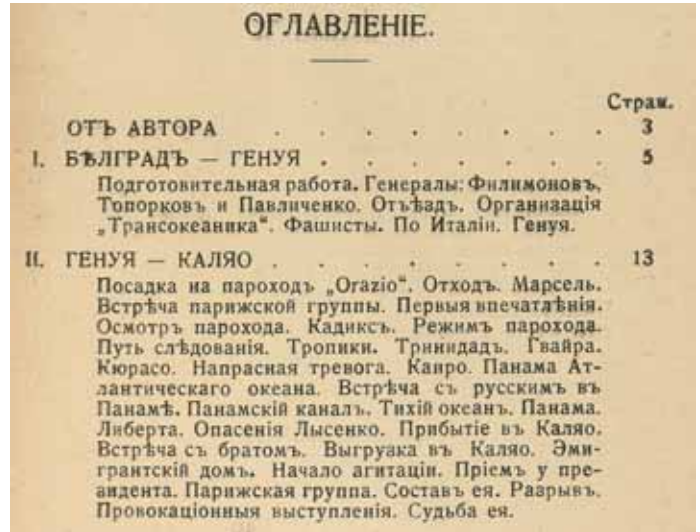 ОГЛАВЛЕНІЕ.
Стран.
ОТЪ АВТОРА . . . . . . . 3
I. БѢЛГРАДЪ — ГЕНУЯ . . . . . . . 5
Подготовительная работа. Генералы: Филимоновъ,
Топорковъ и Павличенко. Отъѣздъ. Организація
„Трансокеаника“. Фашисты. По Италіи. Генуя.
II. ГЕНУЯ — КАЛЯО . . . . . . . 13
Посадка на пароходъ „Orazio“. Отходъ. Марсель.
Встрѣча парижской группы. Первыя впечатлѣнія.
Осмотръ парохода. Кадиксъ. Режимъ парохода.
Путь слѣдованія. Тропики. Тринидадъ. Гвайра.
Кюрасо. Напрасная тревога. Каиро. Панама Ат-
лантическаго океана. Встрѣча съ русскимъ въ
Панамѣ. Панамскій каналъ. Тихій океанъ. Панама.
Либерта. Опасенія Лысенко. Прибытіе въ Каляо.
Встрѣча съ братомъ. Выгрузка въ Каляо. Эми-
грантскій домъ. Начало агитаціи. Пріемъ у пре-
зидента. Парижская группа. Составъ ея. Разрывъ.
Провокаціонныя выступленія. Судьба ея.